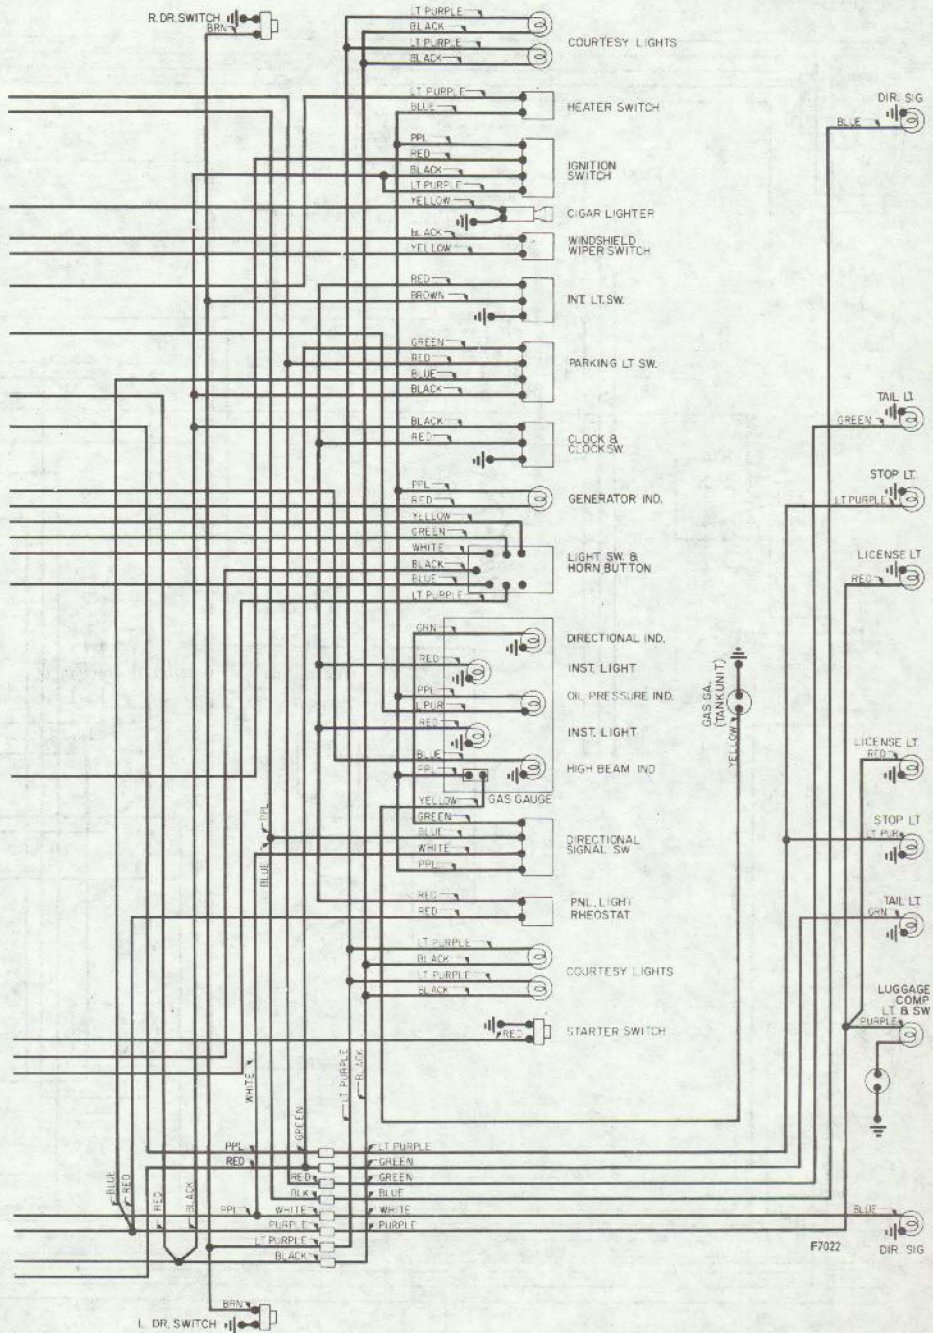 R. DR. SWITCH
BRN
LT PURPLE
BLACK
LT PURPLE
BLACK
COURTESY LIGHTS
LT PURPLE
BLUE
HEATER SWITCH
DIR. SIG.
BLUE
PPL
RED
BLACK
LT PURPLE
IGNITION
SWITCH
YELLOW
CIGAR LIGHTER
BLACK
YELLOW
WINDSHIELD
WIPER SWITCH
RED
BROWN
INT. LT. SW.
GREEN
RED
BLUE
BLACK
PARKING LT SW.
TAIL LT.
GREEN
BLACK
RED
CLOCK &
CLOCK SW.
STOP LT.
LT PURPLE
PPL
RED
GENERATOR IND.
YELLOW
GREEN
WHITE
BLACK
BLUE
LT PURPLE
LIGHT SW. &
HORN BUTTON
LICENSE LT
RED
GRN
DIRECTIONAL IND.
RED
INST. LIGHT
PPL
L PUR
OIL PRESSURE IND.
RED
INST. LIGHT
BLUE
PPL
HIGH BEAM IND
YELLOW
GAS GAUGE
GAS GA.
(TANK UNIT)
YELLOW
LICENSE LT.
RED
GREEN
BLUE
WHITE
PPL
DIRECTIONAL
SIGNAL SW
STOP LT
LT PUR
PPL
BLUE
RED
RED
PNL. LIGHT
RHEOSTAT
TAIL LT.
GRN
LT PURPLE
BLACK
LT PURPLE
BLACK
COURTESY LIGHTS
LUGGAGE
COMP
LT. & SW
PURPLE
RED
STARTER SWITCH
WHITE
GREEN
LT PURPLE
BLACK
BLUE
RED
RED
BLACK
PPL
LT PURPLE
RED
GREEN
RED
GREEN
BLK
BLUE
PPL
WHITE
WHITE
PURPLE
PURPLE
LT PURPLE
BLACK
BLUE
DIR. SIG
F7022
BRN
L. DR. SWITCH